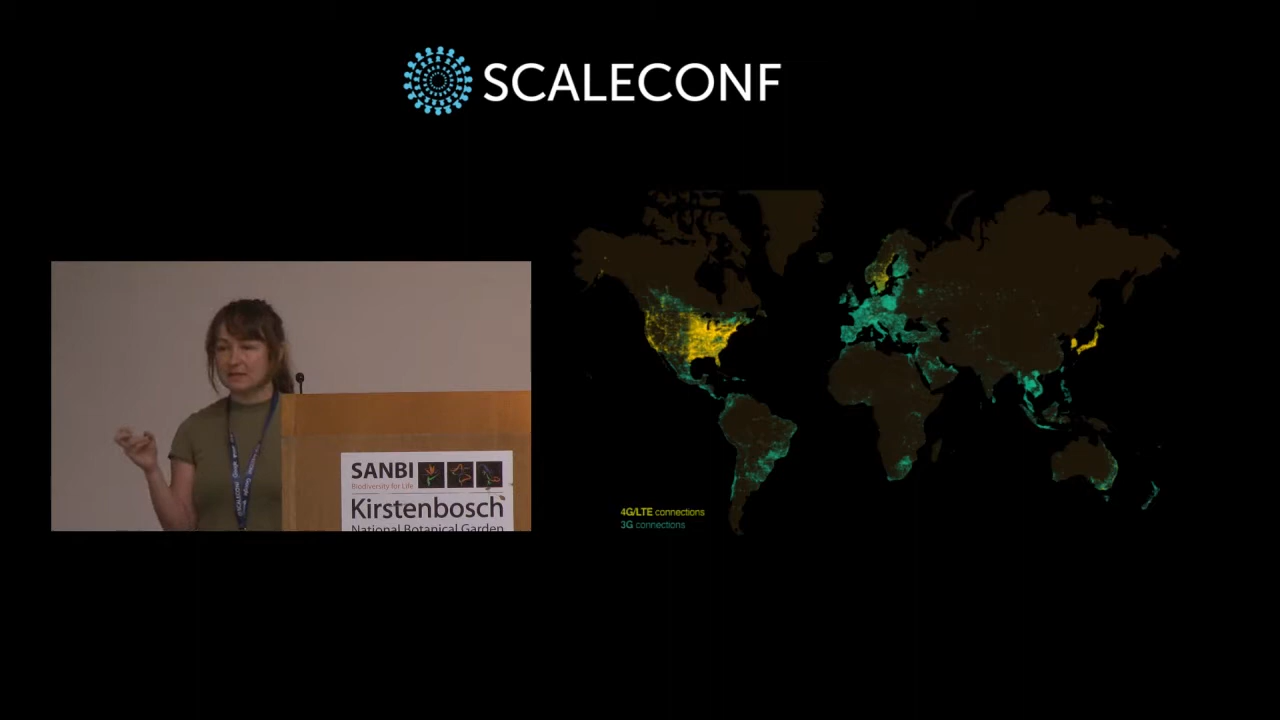 SCALECONF
SANBI
Biodiversity for Life
Kirstenbosch
National Botanical Garden
4G/LTE connections
3G connections